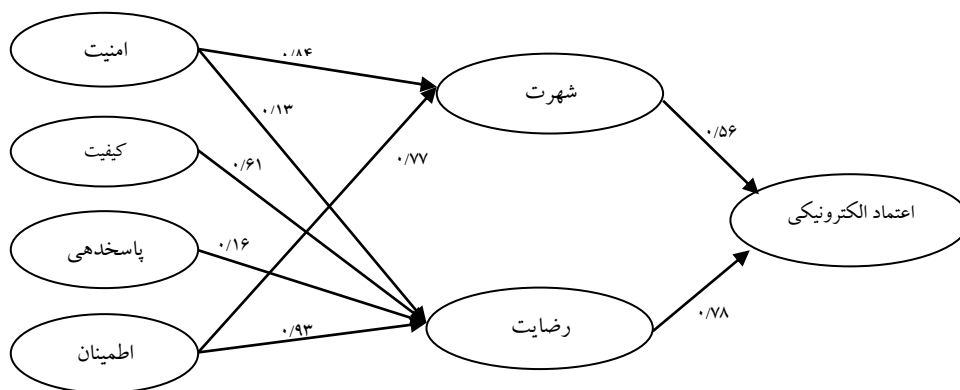 امنیت
۰/۸۴
شهرت
۰/۱۳
۰/۵۶
کیفیت
۰/۶۱
۰/۷۷
اعتماد الکترونیکی
پاسخدهی
۰/۱۶
رضایت
۰/۹۳
۰/۷۸
اطمینان